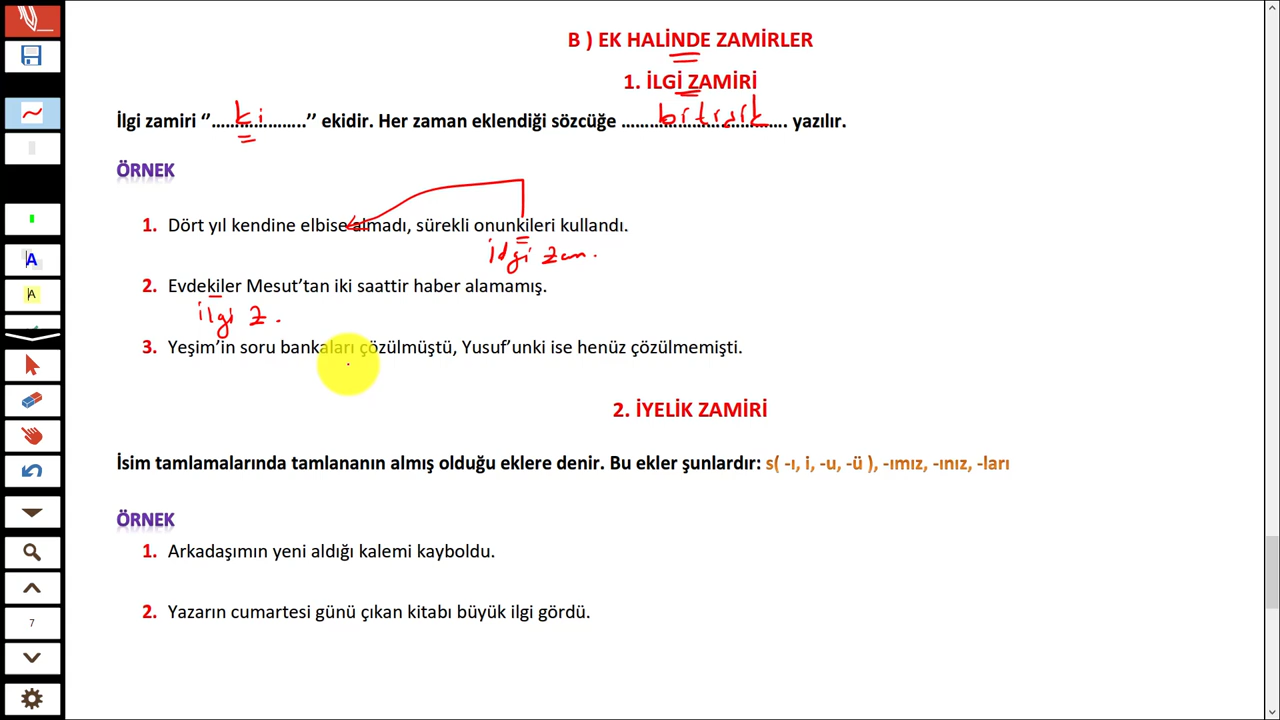 B ) EK HALİNDE ZAMİRLER
1. İLGİ ZAMİRİ
İlgi zamiri ‘’…ki…’’ ekidir. Her zaman eklendiği sözcüğe …bitişik… yazılır.
ÖRNEK
1. Dört yıl kendine elbise almadı, sürekli onunkileri kullandı.
ilgi zam.
2. Evdekiler Mesut’tan iki saattir haber alamamış.
ilgi z.
3. Yeşim’in soru bankaları çözülmüştü, Yusuf’unki ise henüz çözülmemişti.
2. İYELİK ZAMİRİ
İsim tamlamalarında tamlananın almış olduğu eklere denir. Bu ekler şunlardır: s( -ı, i, -u, -ü ), -ımız, -ınız, -ları
ÖRNEK
1. Arkadaşımın yeni aldığı kalemi kayboldu.
2. Yazarın cumartesi günü çıkan kitabı büyük ilgi gördü.
A
A
7